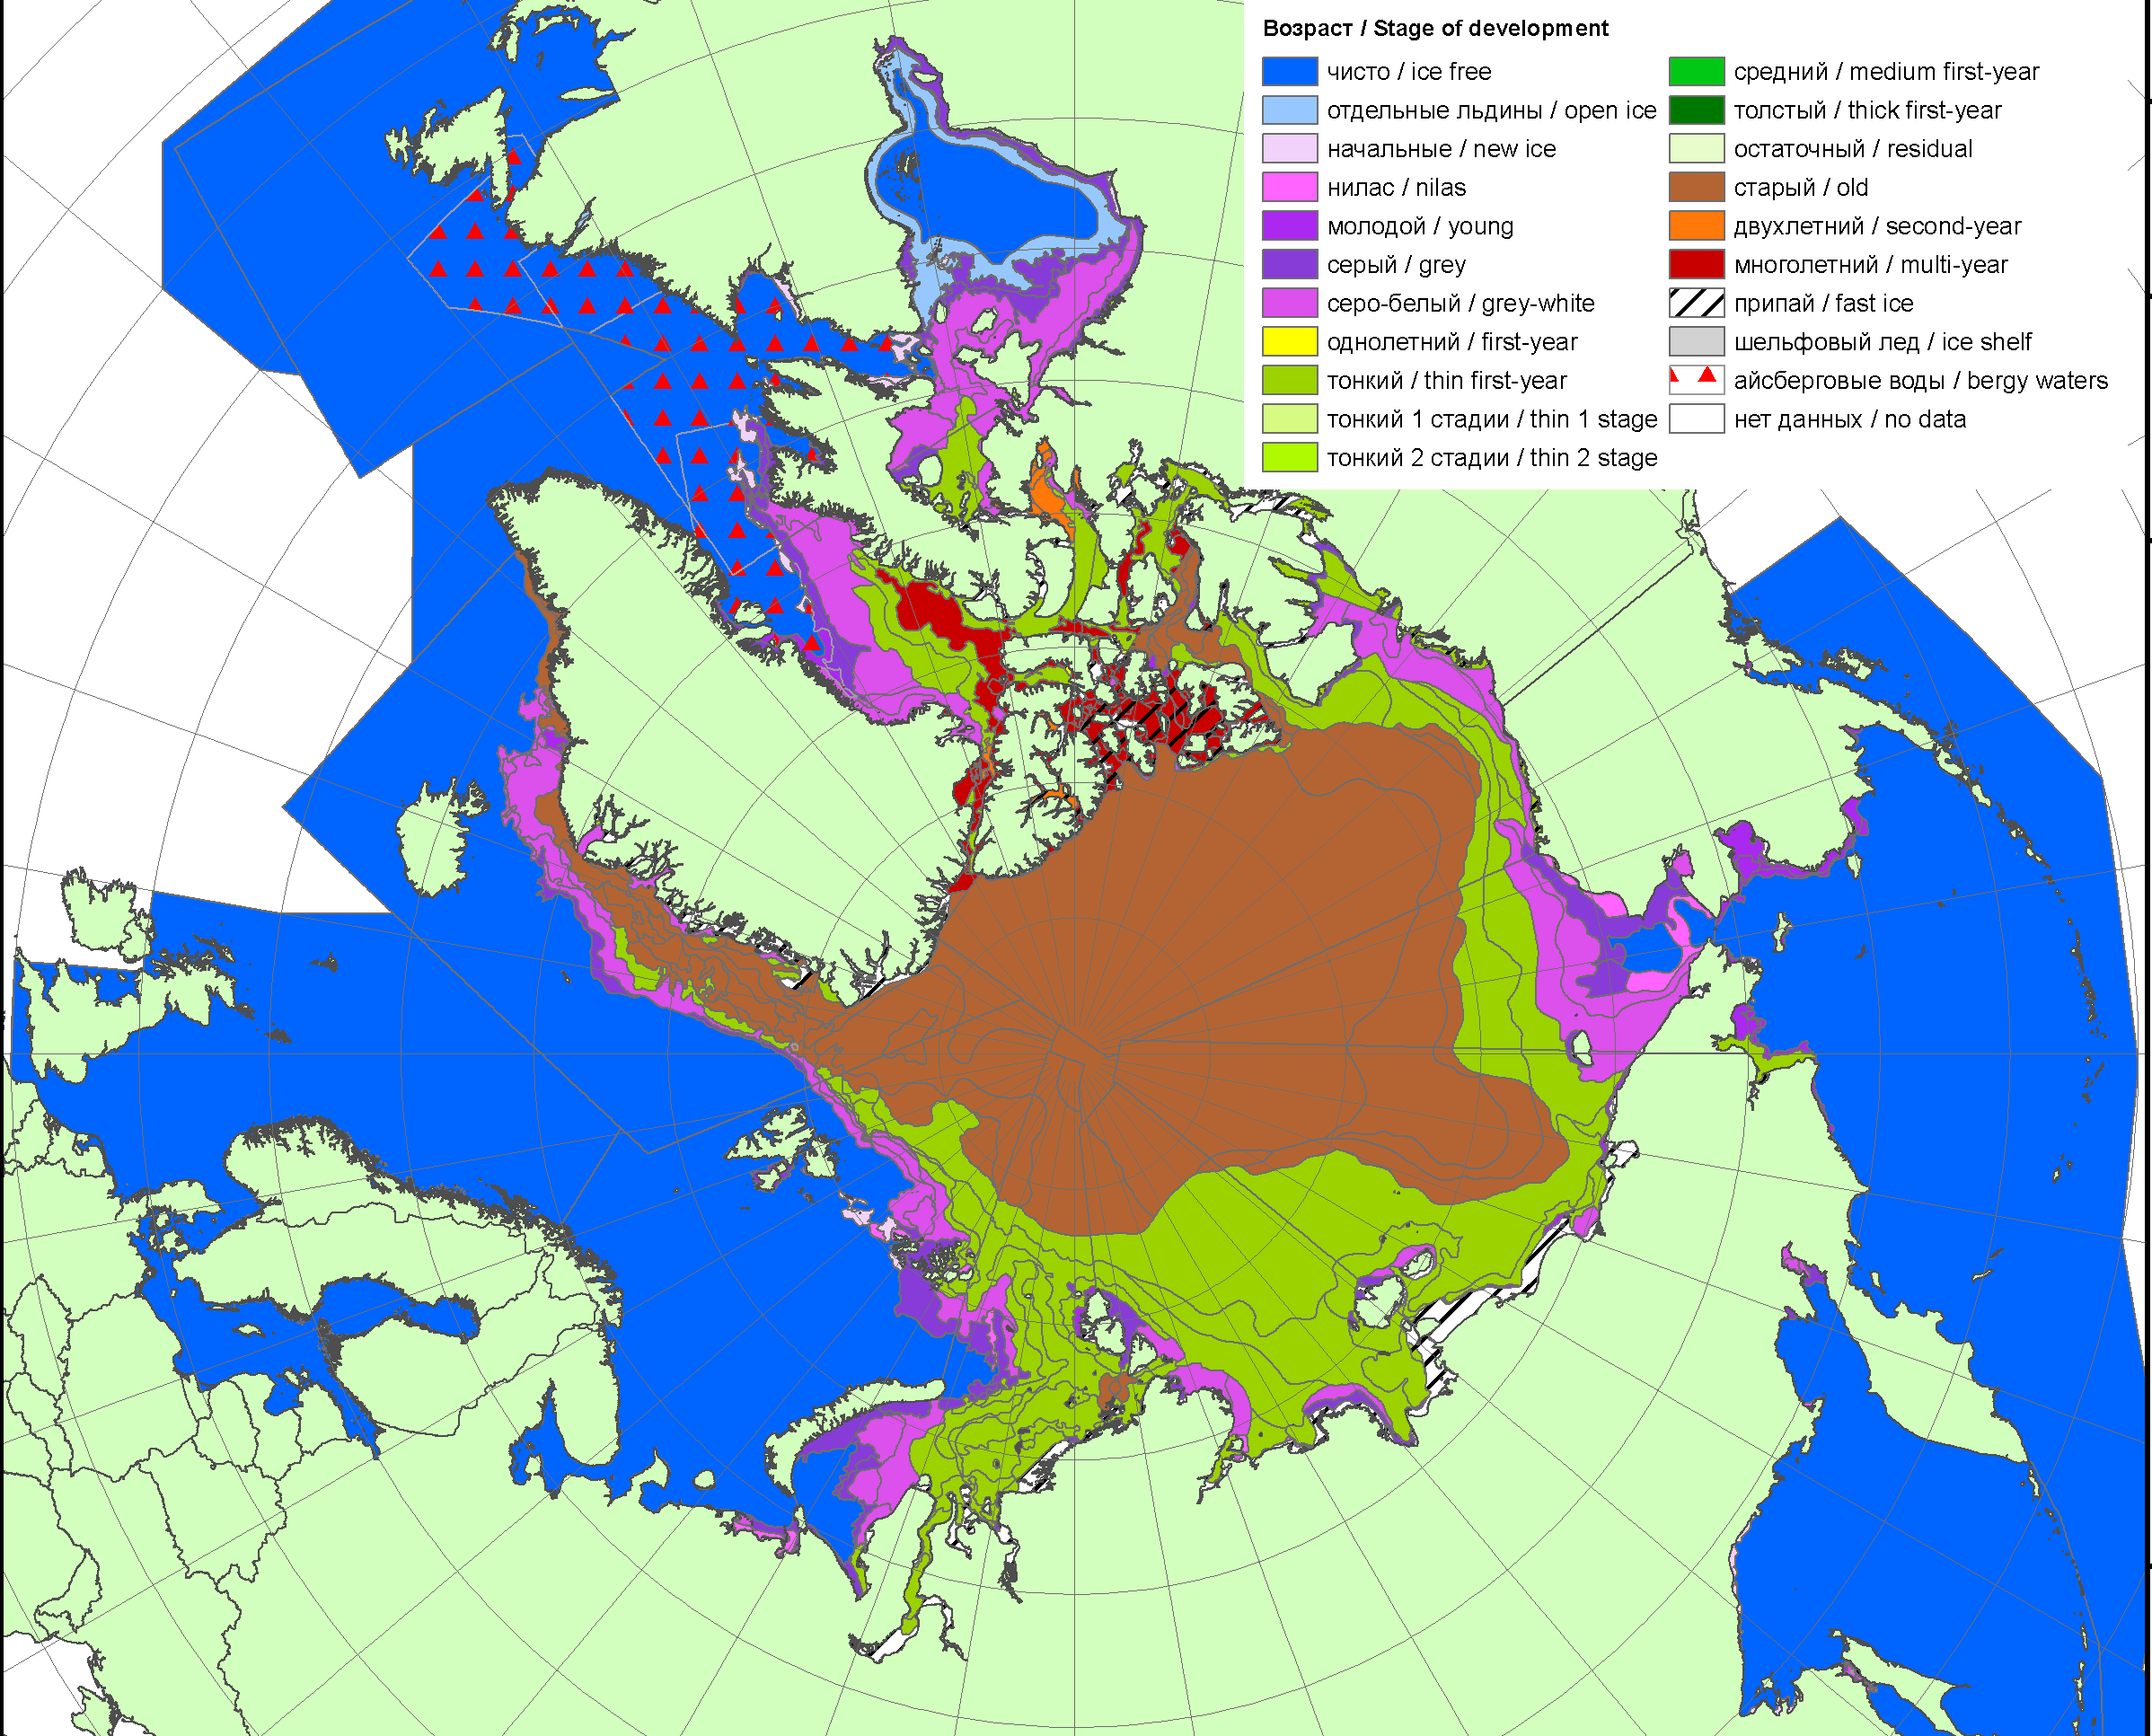 Возраст / Stage of development
чисто / ice free
отдельные льдины / open ice
начальные / new ice
нилас / nilas
молодой / young
серый / grey
серо-белый / grey-white
однолетний / first-year
тонкий / thin first-year
тонкий 1 стадии / thin 1 stage
тонкий 2 стадии / thin 2 stage
средний / medium first-year
толстый / thick first-year
остаточный / residual
старый / old
двухлетний / second-year
многолетний / multi-year
припай / fast ice
шельфовый лед / ice shelf
айсберговые воды / bergy waters
нет данных / no data